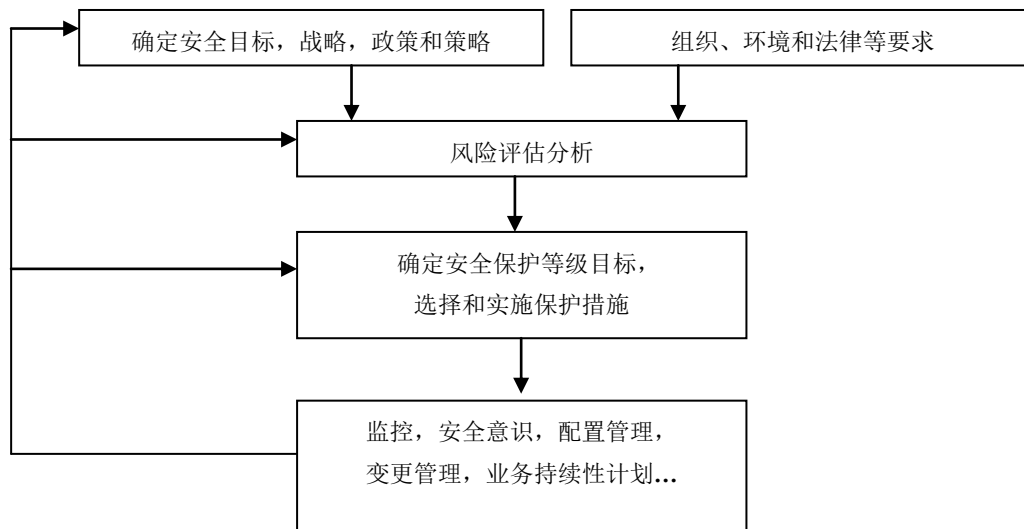 确定安全目标，战略，政策和策略
组织、环境和法律等要求
风险评估分析
确定安全保护等级目标，
选择和实施保护措施
监控，安全意识，配置管理，
变更管理，业务持续性计划...